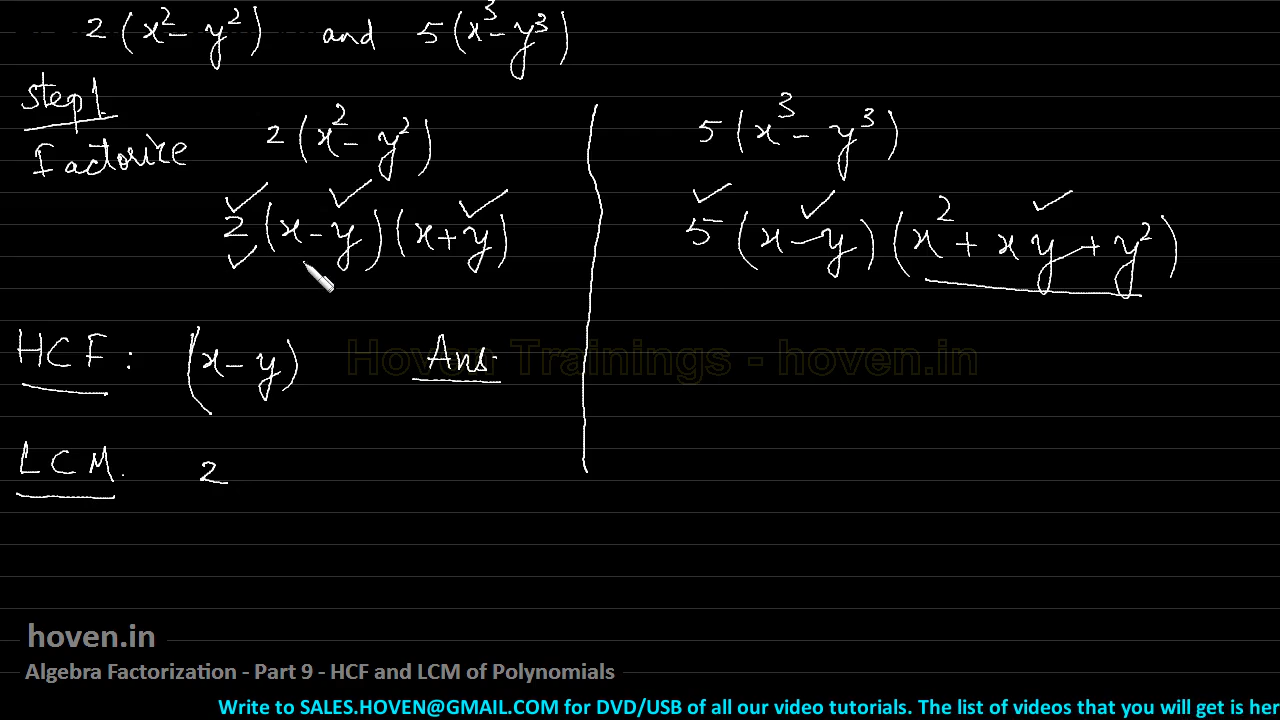 2(x² - y²) and 5(x³ - y³)
Step 1
Factorize 2(x² - y²)
2(x - y)(x + y)
5(x³ - y³)
5(x - y)(x² + xy + y²)
HCF: (x - y) Ans.
Hoven Trainings - hoven.in
LCM. 2
hoven.in
Algebra Factorization - Part 9 - HCF and LCM of Polynomials
Write to SALES.HOVEN@GMAIL.COM for DVD/USB of all our video tutorials. The list of videos that you will get is her